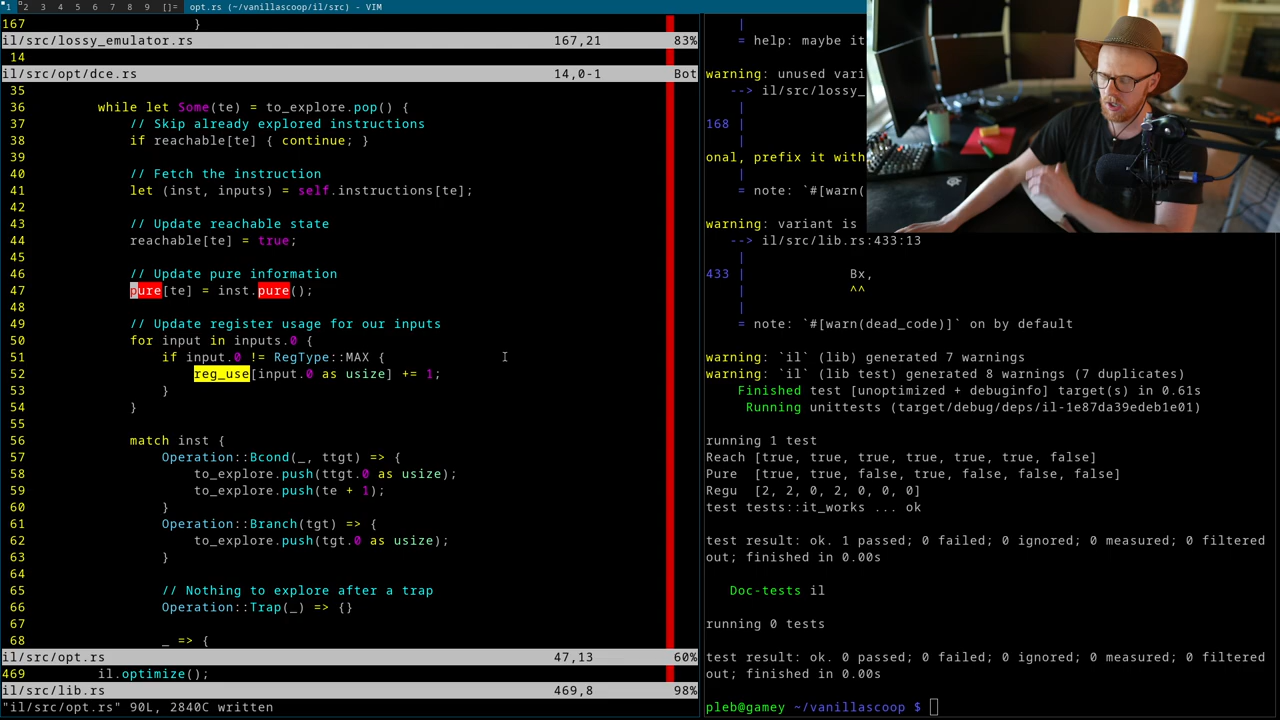 1 2 3 4 5 6 7 8 9 []= opt.rs (~/vanillascoop/il/src) - VIM
167                     }
il/src/lossy_emulator.rs 167,21 83%
14
il/src/opt/dce.rs 14,0-1 Bot
35
36         while let Some(te) = to_explore.pop() {
37             // Skip already explored instructions
38             if reachable[te] { continue; }
39
40             // Fetch the instruction
41             let (inst, inputs) = self.instructions[te];
42
43             // Update reachable state
44             reachable[te] = true;
45
46             // Update pure information
47             pure[te] = inst.pure();
48
49             // Update register usage for our inputs
50             for input in inputs.0 {
51                 if input.0 != RegType::MAX {
52                     reg_use[input.0 as usize] += 1;
53                 }
54             }
55
56             match inst {
57                 Operation::Bcond(_, ttgt) => {
58                     to_explore.push(ttgt.0 as usize);
59                     to_explore.push(te + 1);
60                 }
61                 Operation::Branch(tgt) => {
62                     to_explore.push(tgt.0 as usize);
63                 }
64
65                 // Nothing to explore after a trap
66                 Operation::Trap(_) => {}
67
68                 _ => {
il/src/opt.rs 47,13 60%
469         il.optimize();
il/src/lib.rs 469,8 98%
"il/src/opt.rs" 90L, 2840C written
|
= help: maybe it
warning: unused vari
--> il/src/lossy_
|
168 |
|
onal, prefix it with
|
= note: `#[warn(
warning: variant is
--> il/src/lib.rs:433:13
|
433 |             Bx,
|             ^^
|
= note: `#[warn(dead_code)]` on by default
warning: `il` (lib) generated 7 warnings
warning: `il` (lib test) generated 8 warnings (7 duplicates)
Finished test [unoptimized + debuginfo] target(s) in 0.61s
Running unittests (target/debug/deps/il-1e87da39edeb1e01)
running 1 test
Reach [true, true, true, true, true, true, false]
Pure  [true, true, false, true, false, false, false]
Regu  [2, 2, 0, 2, 0, 0, 0]
test tests::it_works ... ok
test result: ok. 1 passed; 0 failed; 0 ignored; 0 measured; 0 filtered
out; finished in 0.00s
Doc-tests il
running 0 tests
test result: ok. 0 passed; 0 failed; 0 ignored; 0 measured; 0 filtered
out; finished in 0.00s
pleb@gamey ~/vanillascoop $